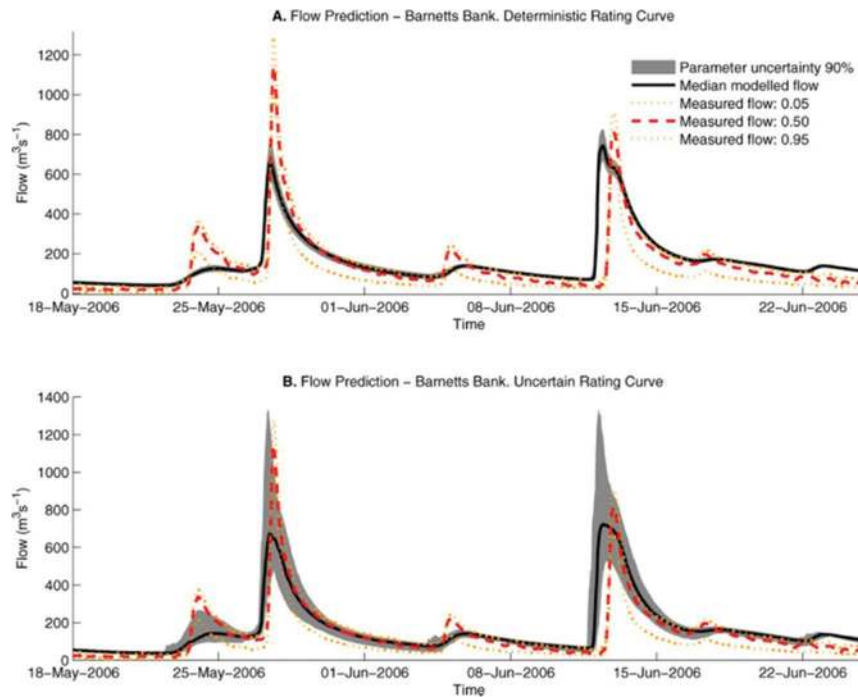 A. Flow Prediction – Barnetts Bank. Deterministic Rating Curve
1200
1000
800
600
400
200
0
Flow (m³s⁻¹)
Parameter uncertainty 90%
Median modelled flow
Measured flow: 0.05
Measured flow: 0.50
Measured flow: 0.95
18–May–2006
25–May–2006
01–Jun–2006
08–Jun–2006
15–Jun–2006
22–Jun–2006
Time
B. Flow Prediction – Barnetts Bank. Uncertain Rating Curve
1400
1200
1000
800
600
400
200
0
Flow (m³s⁻¹)
18–May–2006
25–May–2006
01–Jun–2006
08–Jun–2006
15–Jun–2006
22–Jun–2006
Time